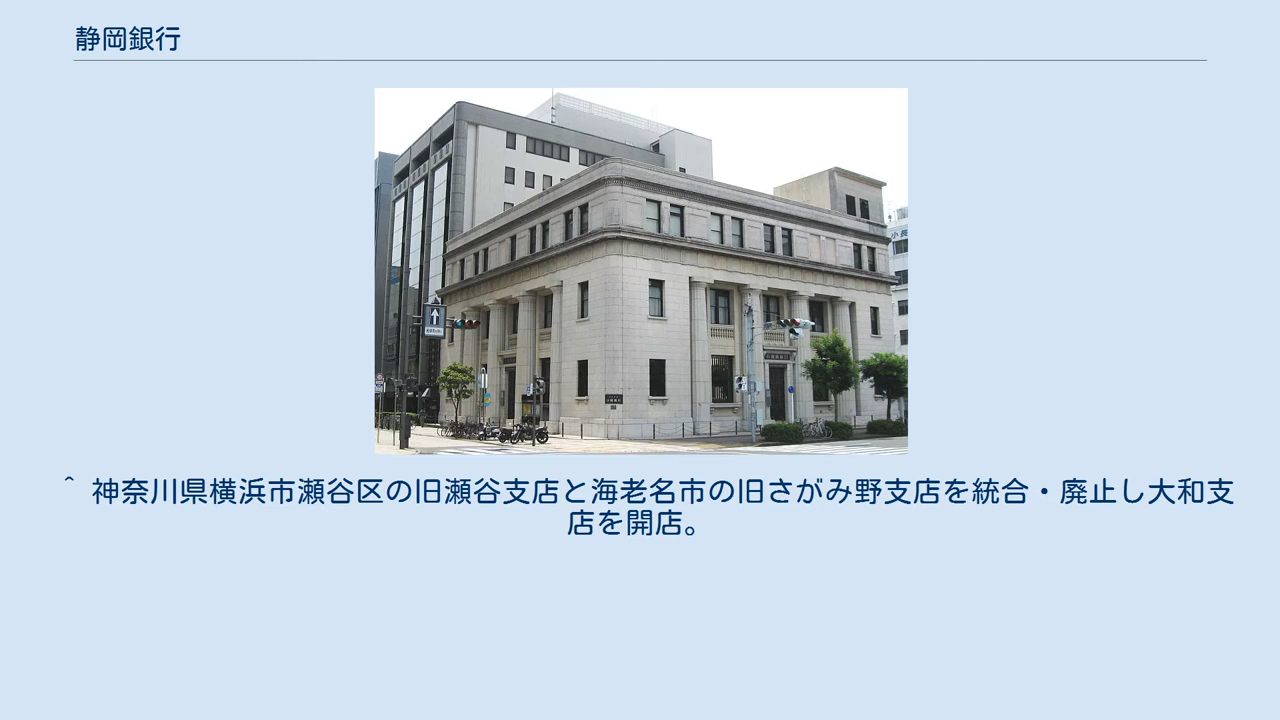 静岡銀行
小長
^ 神奈川県横浜市瀬谷区の旧瀬谷支店と海老名市の旧さがみ野支店を統合・廃止し大和支
店を開店。